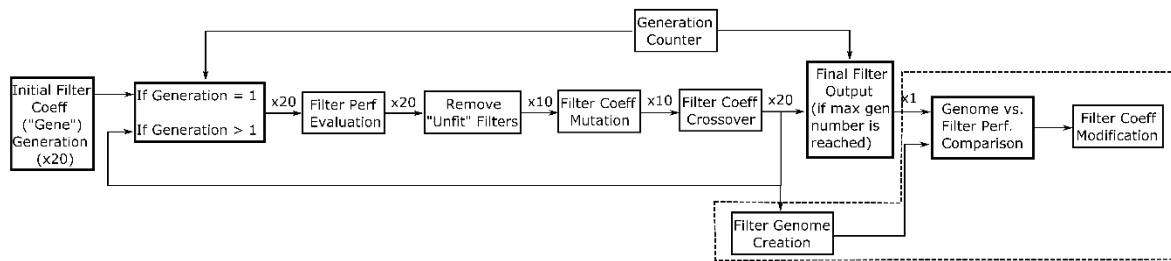 Generation
Counter
Initial Filter
Coeff
("Gene")
Generation
(x20)
If Generation = 1
If Generation > 1
x20
Filter Perf
Evaluation
x20
Remove
"Unfit" Filters
x10
Filter Coeff
Mutation
x10
Filter Coeff
Crossover
x20
Final Filter
Output
(if max gen
number is
reached)
x1
Genome vs.
Filter Perf.
Comparison
Filter Coeff
Modification
Filter Genome
Creation